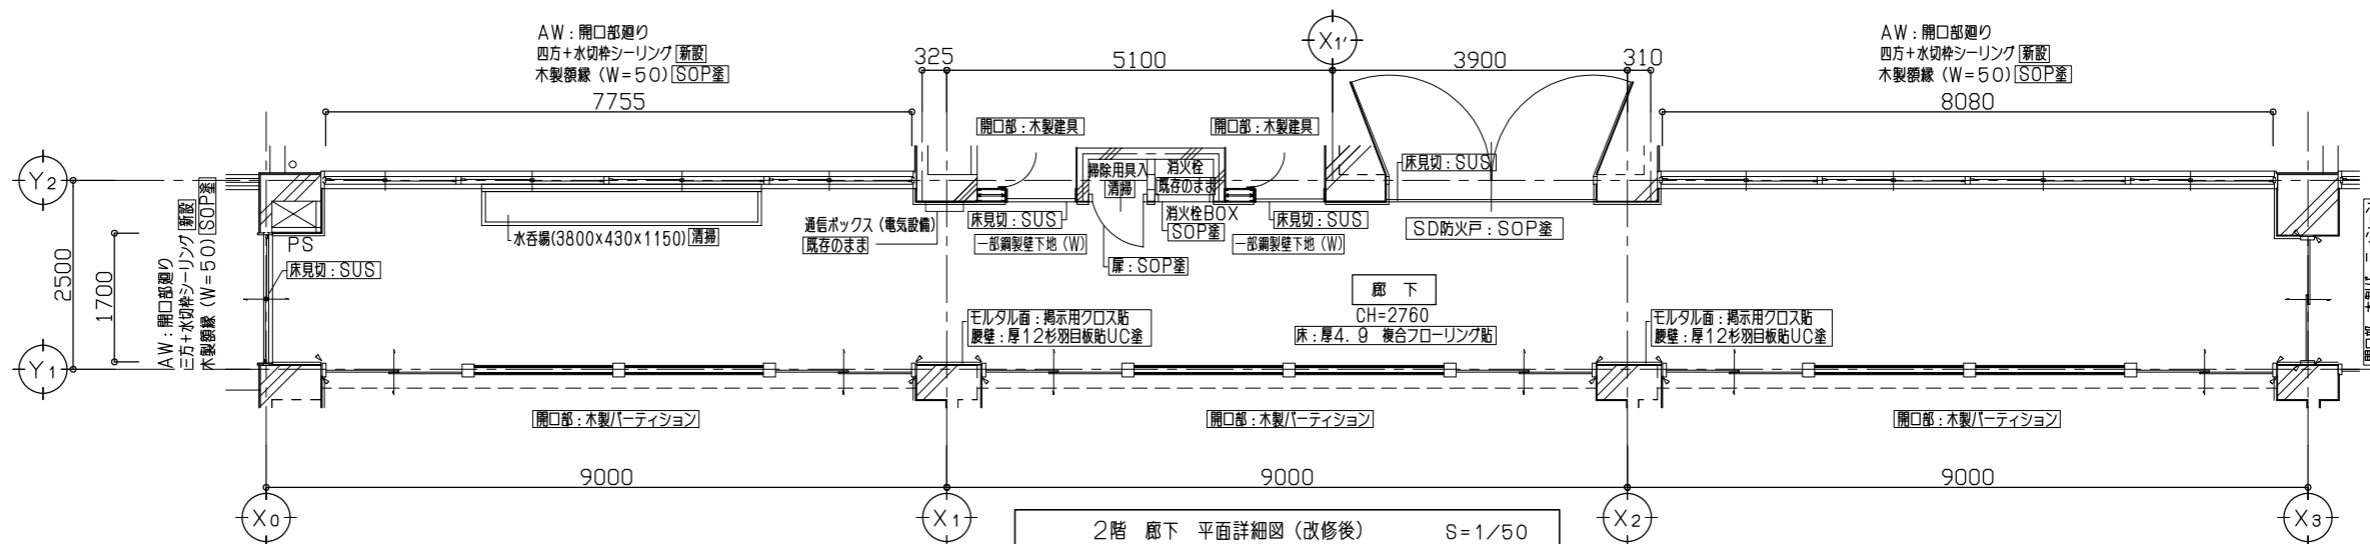 AW：開口部廻り
四方＋水切枠シーリング 新設
木製額縁（W＝50）SOP塗
7755
325
5100
X1'
3900
310
AW：開口部廻り
四方＋水切枠シーリング 新設
木製額縁（W＝50）SOP塗
8080
開口部：木製建具
開口部：木製建具
Y2
掃除用具入
清掃
消火栓
既存のまま
床見切：SUS
PS
水呑場(3800x430x1150) 清掃
通信ボックス（電気設備）
既存のまま
床見切：SUS
一部鋼製壁下地（W）
消火栓BOX
SOP塗
床見切：SUS
一部鋼製壁下地（W）
SD防火戸：SOP塗
扉：SOP塗
2500
1700
AW：開口部廻り
三方＋水切枠シーリング 新設
木製額縁（W＝50）SOP塗
床見切：SUS
廊 下
CH=2760
床：厚4．9 複合フローリング貼
モルタル面：掲示用クロス貼
腰壁：厚12杉羽目板貼UC塗
モルタル面：掲示用クロス貼
腰壁：厚12杉羽目板貼UC塗
Y1
開口部：木製パーティション
開口部：木製パーティション
開口部：木製パーティション
9000
9000
9000
X0
X1
X2
X3
2階 廊下 平面詳細図（改修後） S=1/50